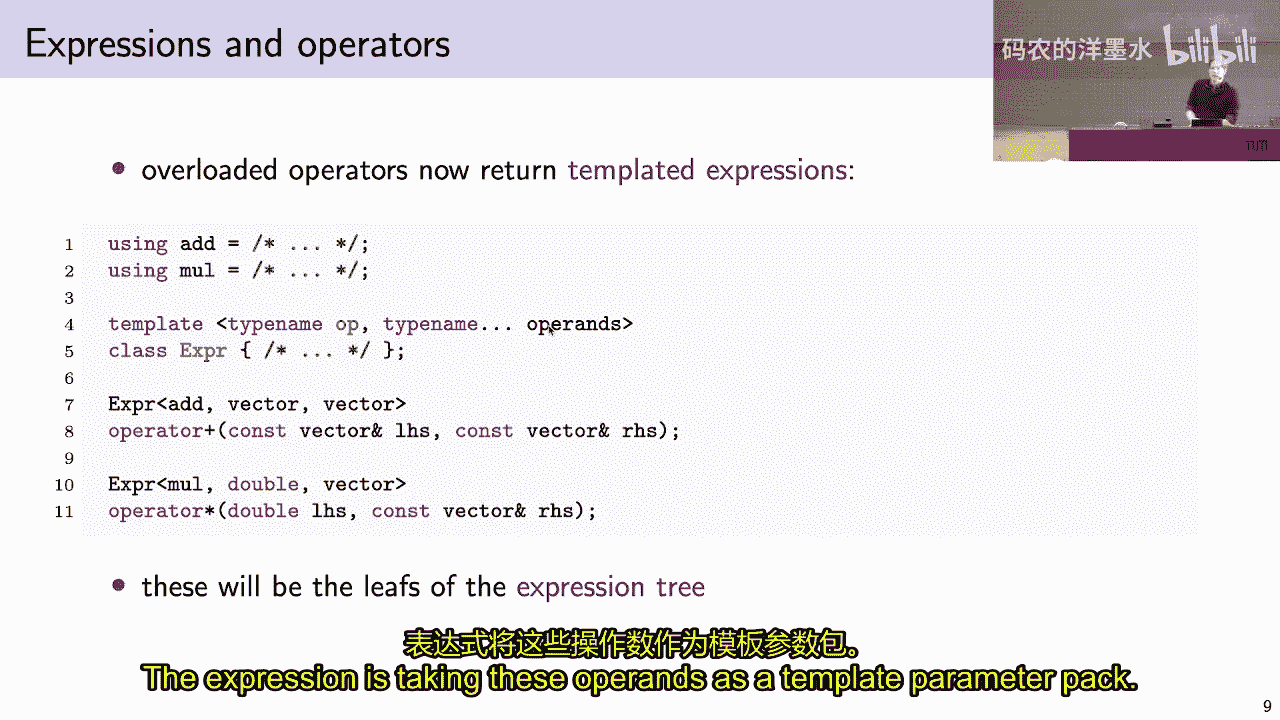 Expressions and operators
码农的洋墨水 bilibili
• overloaded operators now return templated expressions:
1 using add = /* ... */;
2 using mul = /* ... */;
3
4 template <typename op, typename... operands>
5 class Expr { /* ... */ };
6
7 Expr<add, vector, vector>
8 operator+(const vector& lhs, const vector& rhs);
9
10 Expr<mul, double, vector>
11 operator*(double lhs, const vector& rhs);
• these will be the leafs of the expression tree
表达式将这些操作数作为模板参数包。
The expression is taking these operands as a template parameter pack.
9